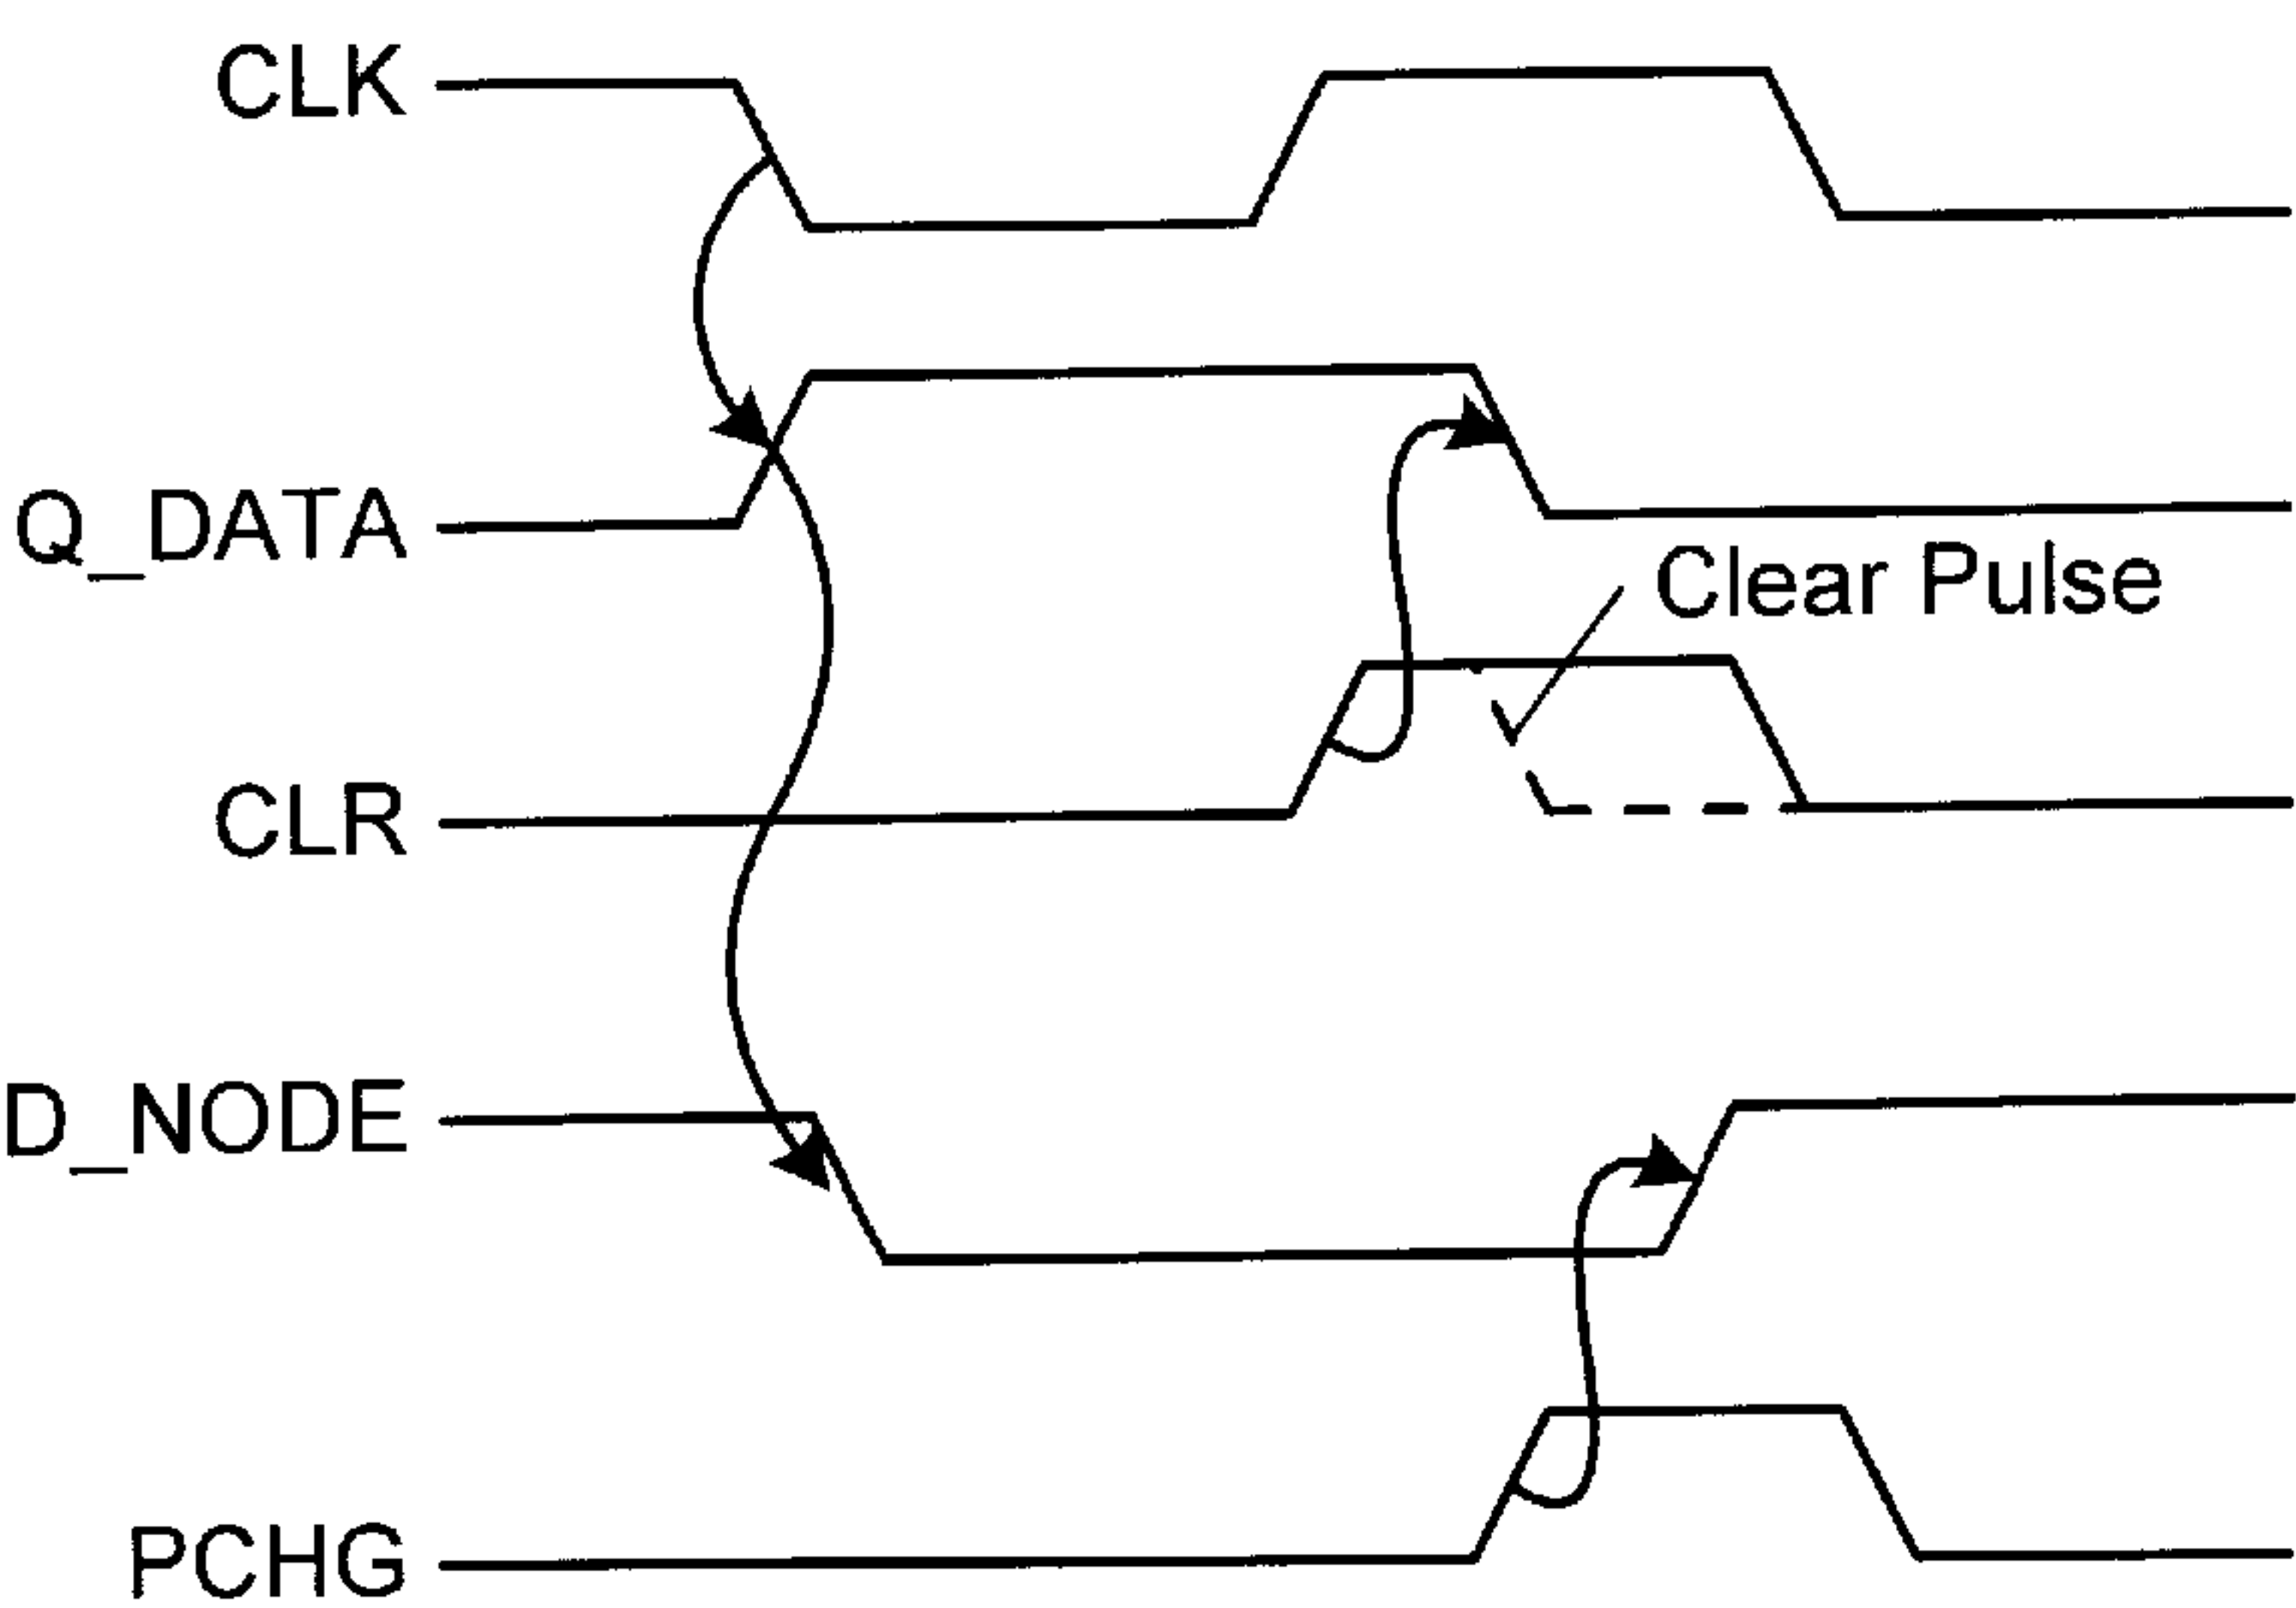 CLK
Q_DATA
Clear Pulse
CLR
D_NODE
PCHG